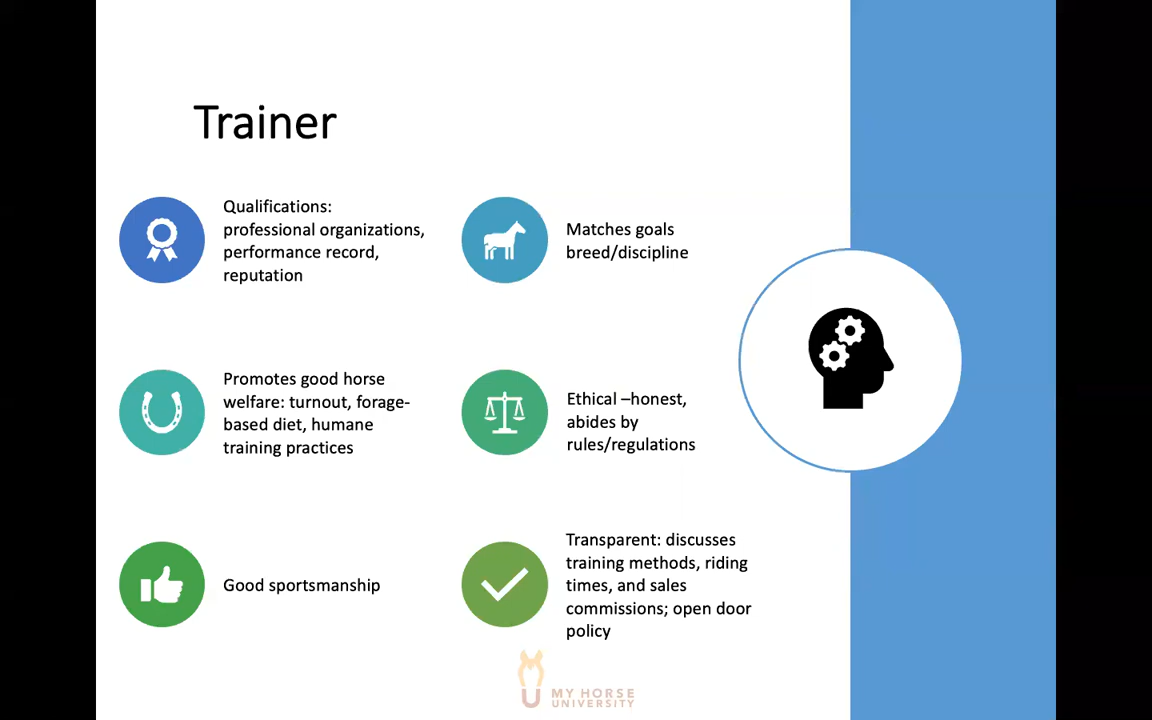 Trainer
Qualifications:
professional organizations,
performance record,
reputation
Matches goals
breed/discipline
Promotes good horse
welfare: turnout, forage-
based diet, humane
training practices
Ethical –honest,
abides by
rules/regulations
Good sportsmanship
Transparent: discusses
training methods, riding
times, and sales
commissions; open door
policy
MY HORSE
UNIVERSITY